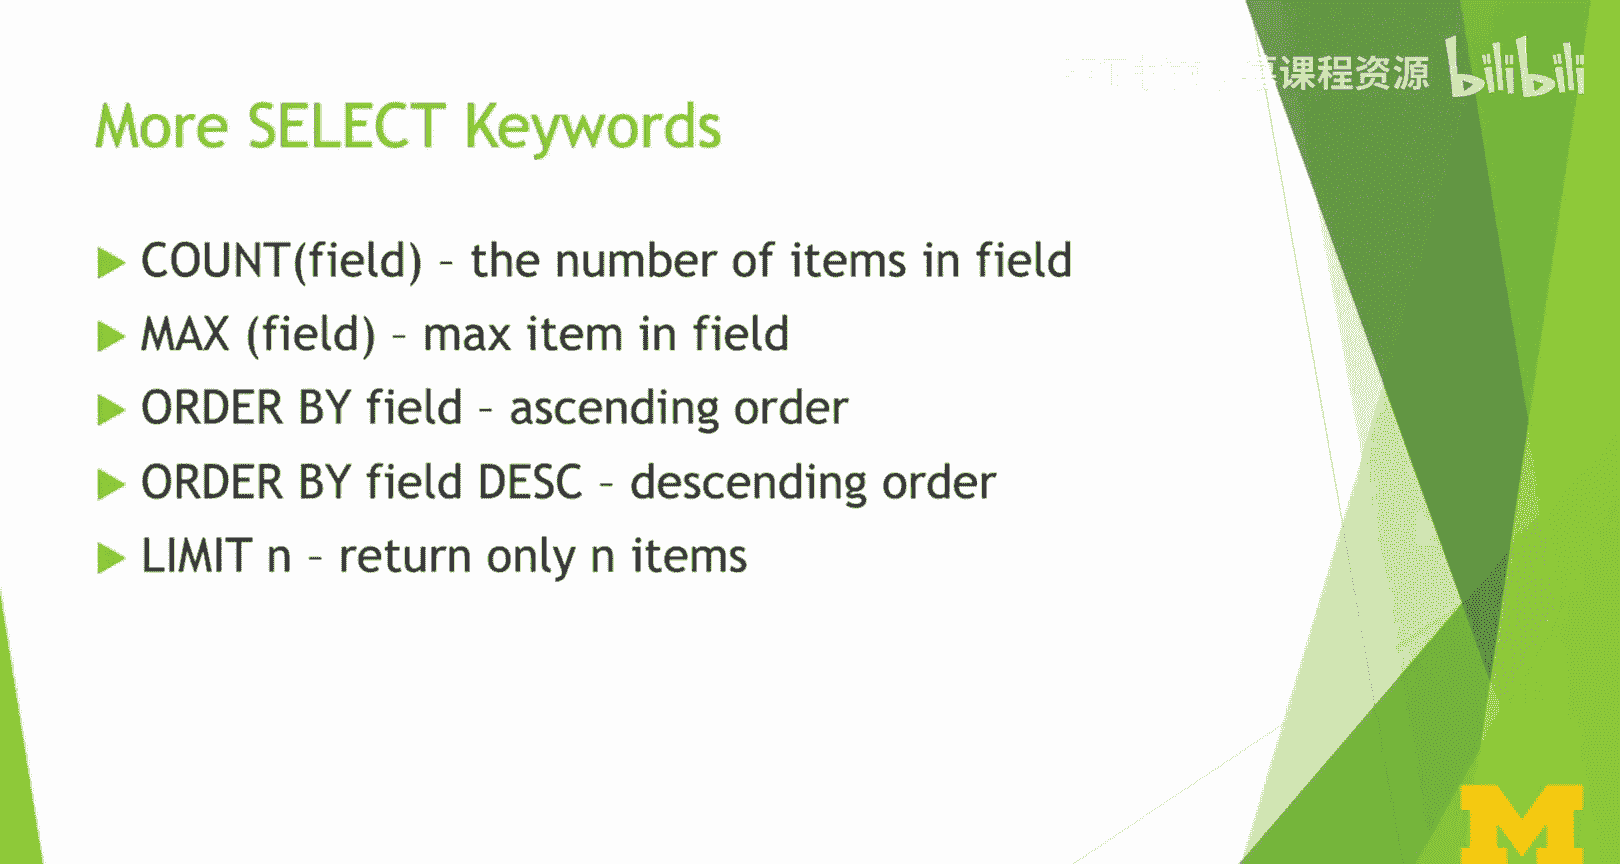 课程资源 bilibili
More SELECT Keywords
COUNT(field) – the number of items in field
MAX (field) – max item in field
ORDER BY field – ascending order
ORDER BY field DESC – descending order
LIMIT n – return only n items
M